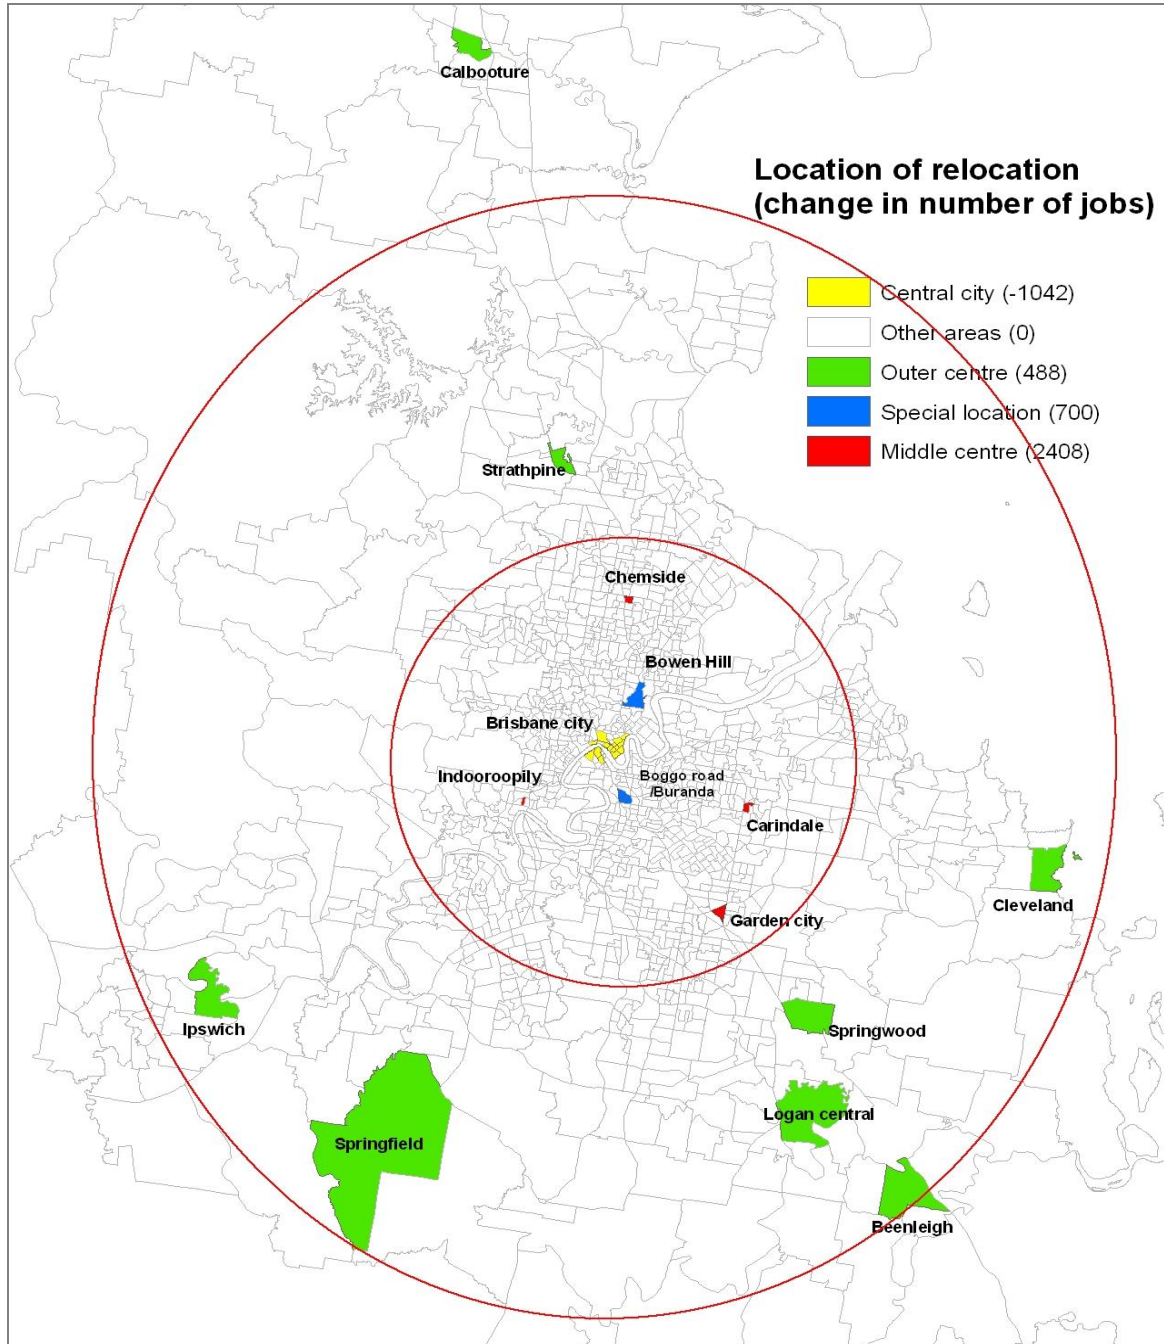 Calbooture
Location of relocation
(change in number of jobs)
Central city (-1042)
Other areas (0)
Outer centre (488)
Special location (700)
Middle centre (2408)
Strathpine
Chemside
Bowen Hill
Brisbane city
Indooroopily
Boggo road
/Buranda
Carindale
Cleveland
Garden city
Ipswich
Springwood
Logan central
Springfield
Beenleigh